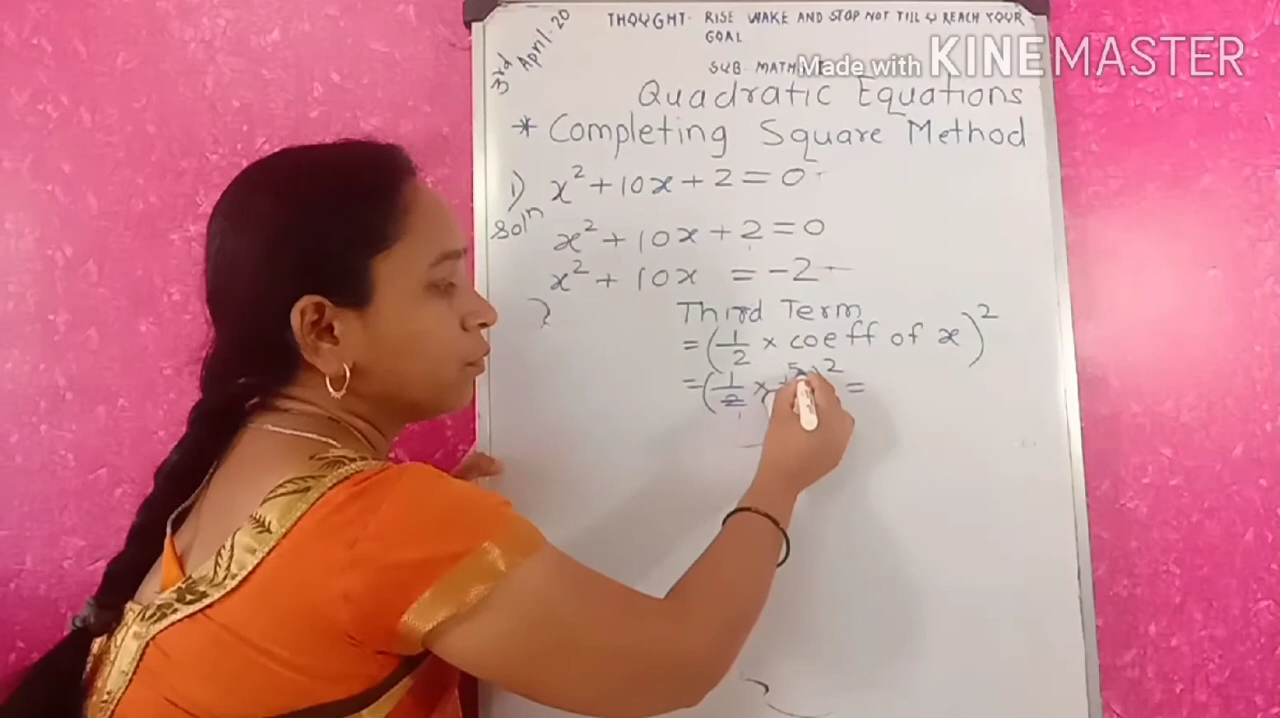 3rd April-20
THOUGHT- RISE WAKE AND STOP NOT TILL U REACH YOUR
GOAL
SUB- MATH
Made with KINEMASTER
Quadratic Equations
* Completing Square Method
1) x² + 10x + 2 = 0
Solⁿ x² + 10x + 2 = 0
x² + 10x = -2
Third Term
= (1/2 × coeff of x)²
= (1/2 × 5)² =